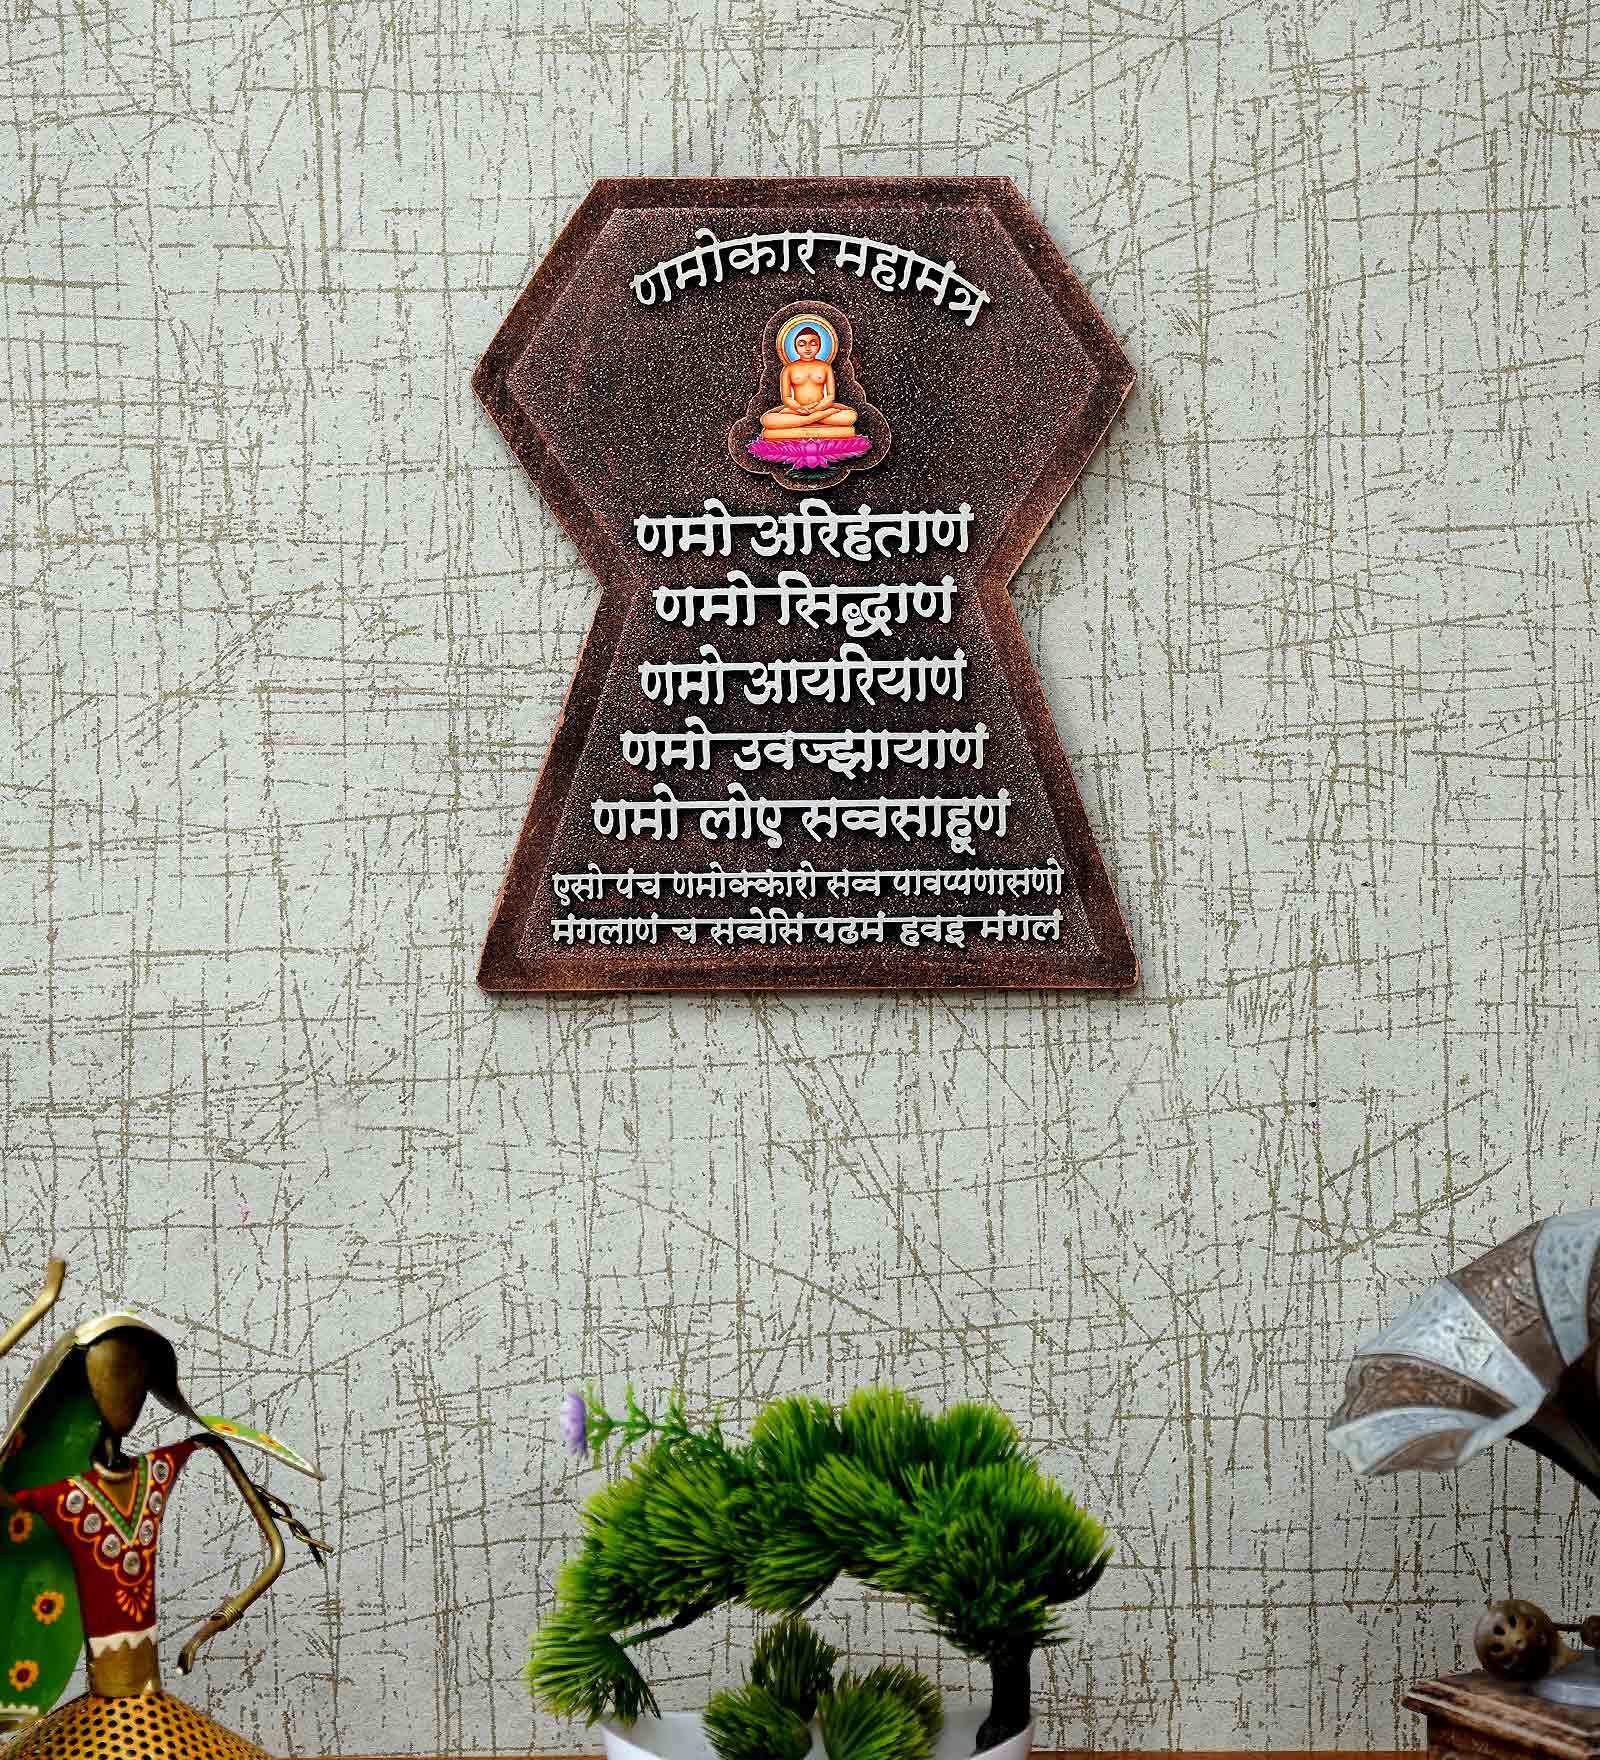 णमोकार महामंत्र
णमो अरिहंताणं
णमो सिद्धाणं
णमो आयरियाणं
णमो उवज्झायाणं
णमो लोए सव्वसाहूणं
एसो पंच णमोक्कारो सव्व पावप्पणासणो
मंगलाणं च सव्वेसिं पढमं हवइ मंगलं